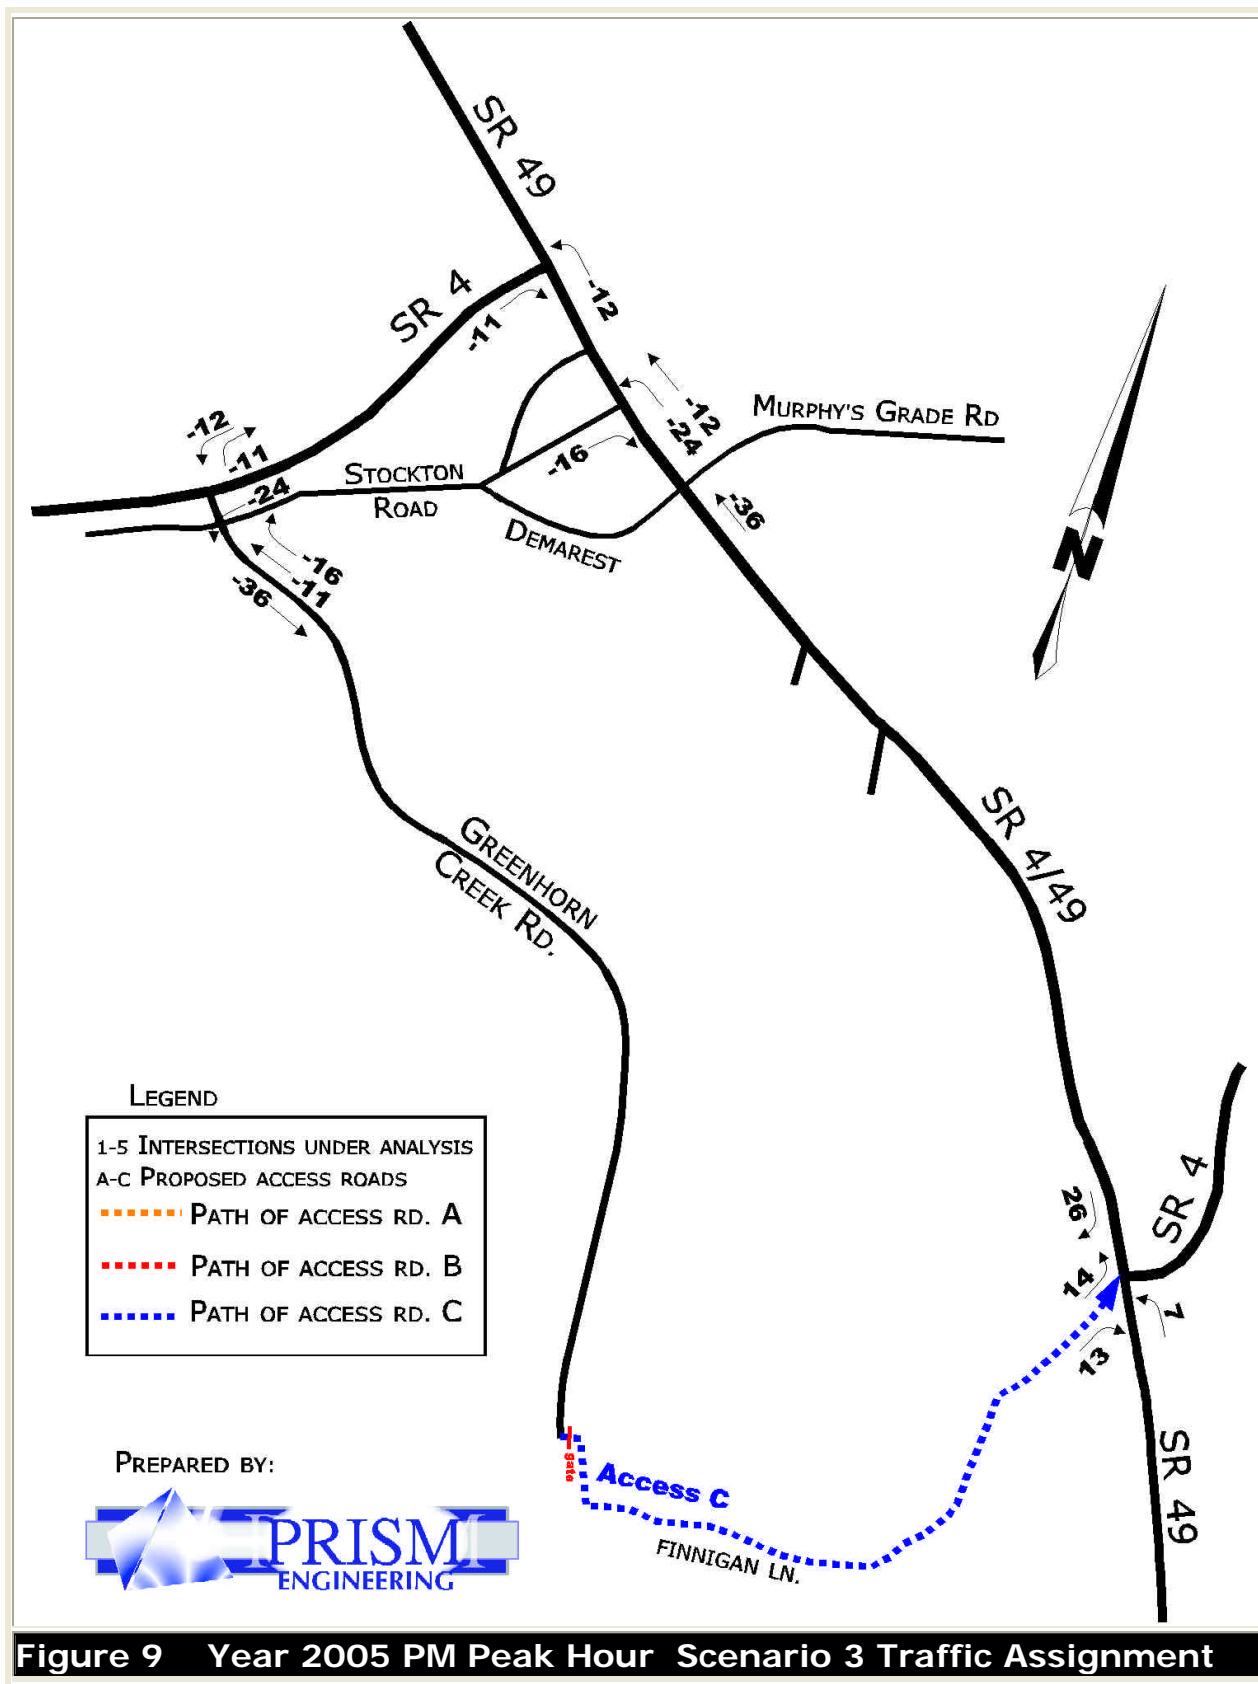 SR 49
-12
SR 4
-11
-12
-11
-24
-12
-24
MURPHY'S GRADE RD
-16
STOCKTON
ROAD
DEMAREST
-36
N
-16
-11
-36
SR 4/49
GREENHORN
CREEK RD.
LEGEND
1-5 INTERSECTIONS UNDER ANALYSIS
A-C PROPOSED ACCESS ROADS
PATH OF ACCESS RD. A
PATH OF ACCESS RD. B
PATH OF ACCESS RD. C
26
SR 4
14
7
13
gate
Access C
FINNIGAN LN.
SR 49
PREPARED BY:
PRISM
ENGINEERING
Figure 9 Year 2005 PM Peak Hour Scenario 3 Traffic Assignment